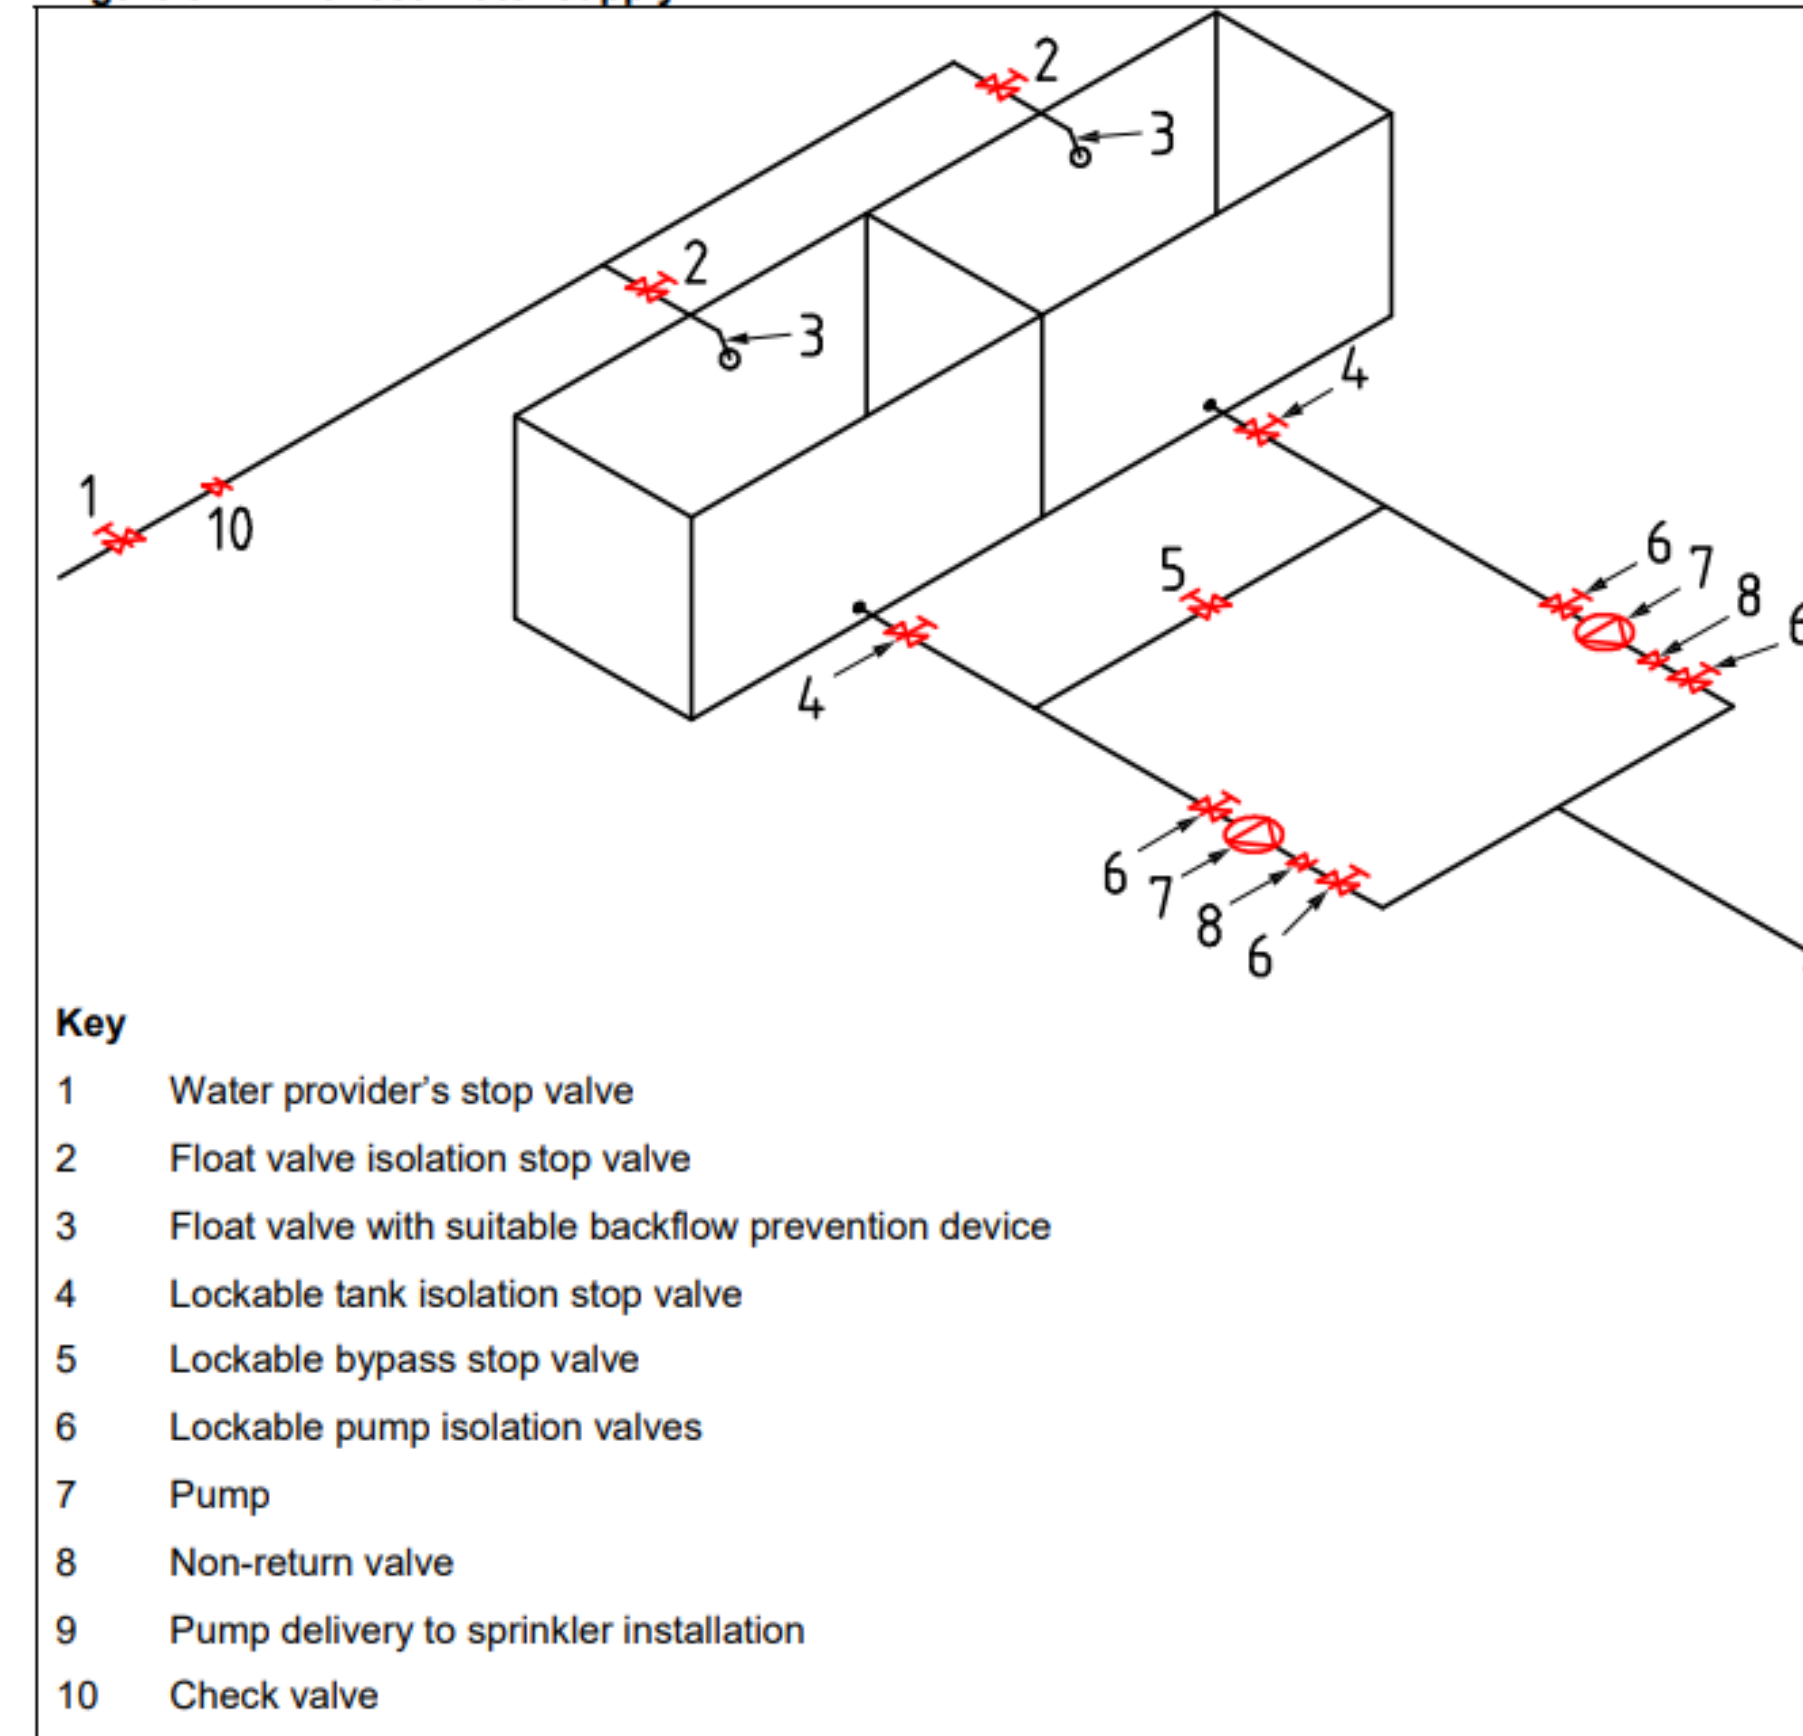 2
3
2
3
4
1
10
5
6
7
8
6
4
6
7
8
6
Key
1 Water provider's stop valve
2 Float valve isolation stop valve
3 Float valve with suitable backflow prevention device
4 Lockable tank isolation stop valve
5 Lockable bypass stop valve
6 Lockable pump isolation valves
7 Pump
8 Non-return valve
9 Pump delivery to sprinkler installation
10 Check valve